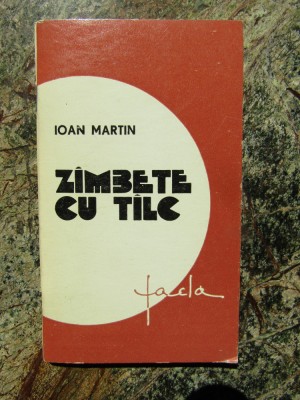 IOAN MARTIN
ZÎMBETE
CU TÎLC
facla